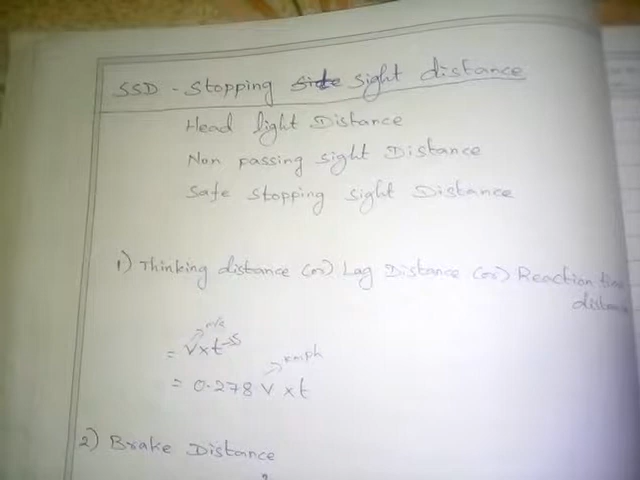 SSD - Stopping sight distance
Head light Distance
Non passing sight Distance
Safe stopping sight Distance
1) Thinking distance (or) Lag Distance (or) Reaction time
distance
m/s
= v x t → s
kmph
= 0.278 V x t
2) Brake Distance